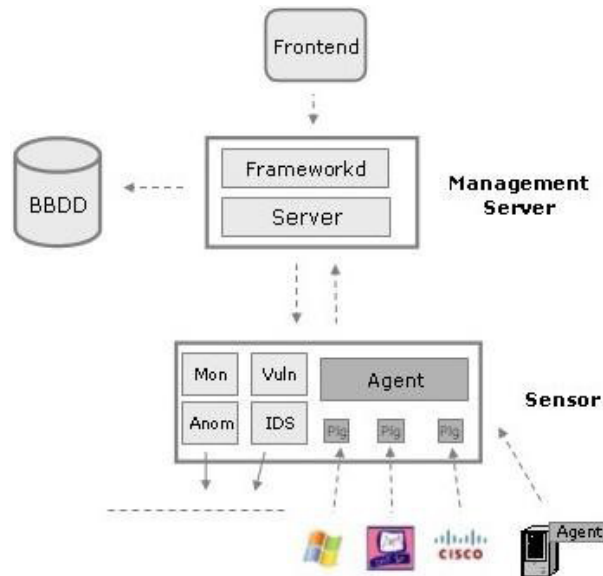 Frontend
Frameworkd
BBDD
Management
Server
Server
Mon
Vuln
Agent
Sensor
Anom
IDS
Plg
Plg
Plg
CISCO
Agent